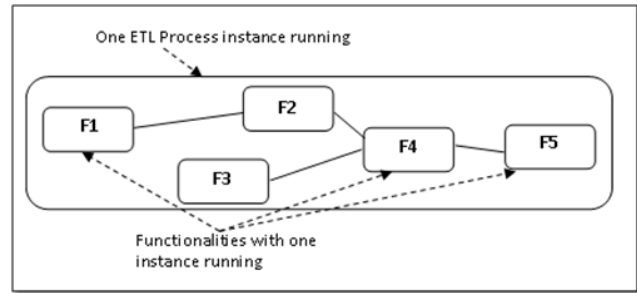 One ETL Process instance running
F1
F2
F3
F4
F5
Functionalities with one
instance running